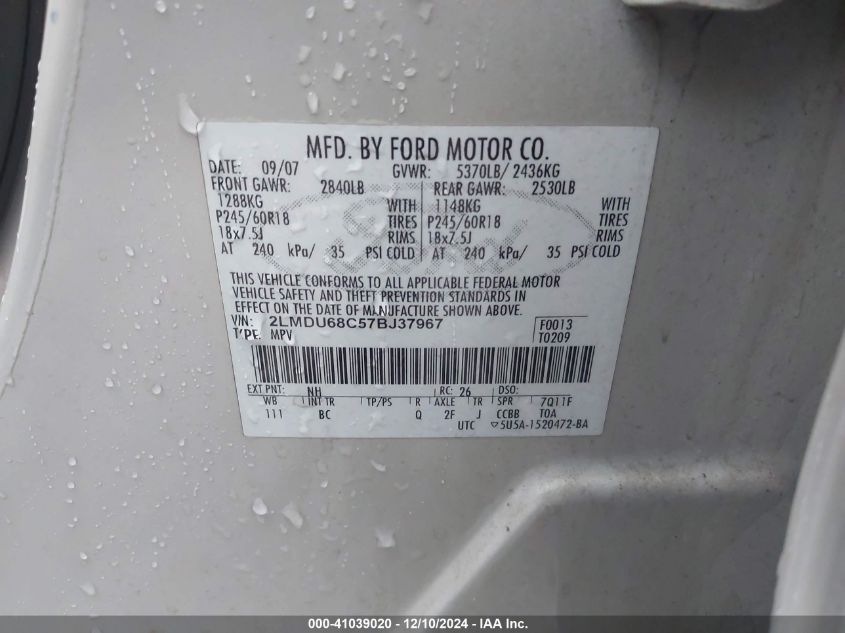 MFD. BY FORD MOTOR CO.
DATE: 09/07 GVWR: 5370LB/ 2436KG
FRONT GAWR: 2840LB REAR GAWR: 2530LB
1288KG WITH 1148KG WITH
P245/60R18 TIRES P245/60R18 TIRES
18x7.5J RIMS 18x7.5J RIMS
AT 240 kPa/ 35 PSI COLD AT 240 kPa/ 35 PSI COLD
THIS VEHICLE CONFORMS TO ALL APPLICABLE FEDERAL MOTOR
VEHICLE SAFETY AND THEFT PREVENTION STANDARDS IN
EFFECT ON THE DATE OF MANUFACTURE SHOWN ABOVE.
VIN: 2LMDU68C57BJ37967 F0013
TYPE: MPV T0209
EXT PNT: NH RC: 26 DSO:
WB INT TR TP/PS R AXLE TR SPR 7Q11F
111 BC Q 2F J CCBB TOA
UTC ▽5U5A-1520472-BA
000-41039020 - 12/10/2024 - IAA Inc.